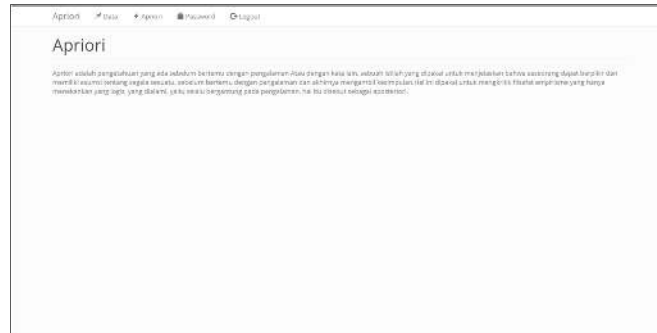 Apriori Data Apriori Password Logout
Apriori
Apriori adalah pengetahuan yang ada sebelum bertemu dengan pengalaman. Atau dengan kata lain, sebuah istilah yang dipakai untuk menjelaskan bahwa seseorang dapat berpikir dan
memiliki asumsi tentang segala sesuatu, sebelum bertemu dengan pengalaman dan akhirnya mengambil kesimpulan. Hal ini dipakai untuk mengkritik filsafat empirisme yang hanya
menekankan yang logis, yang dialami, yaitu selalu bergantung pada pengalaman, hal itu disebut sebagai aposteriori.